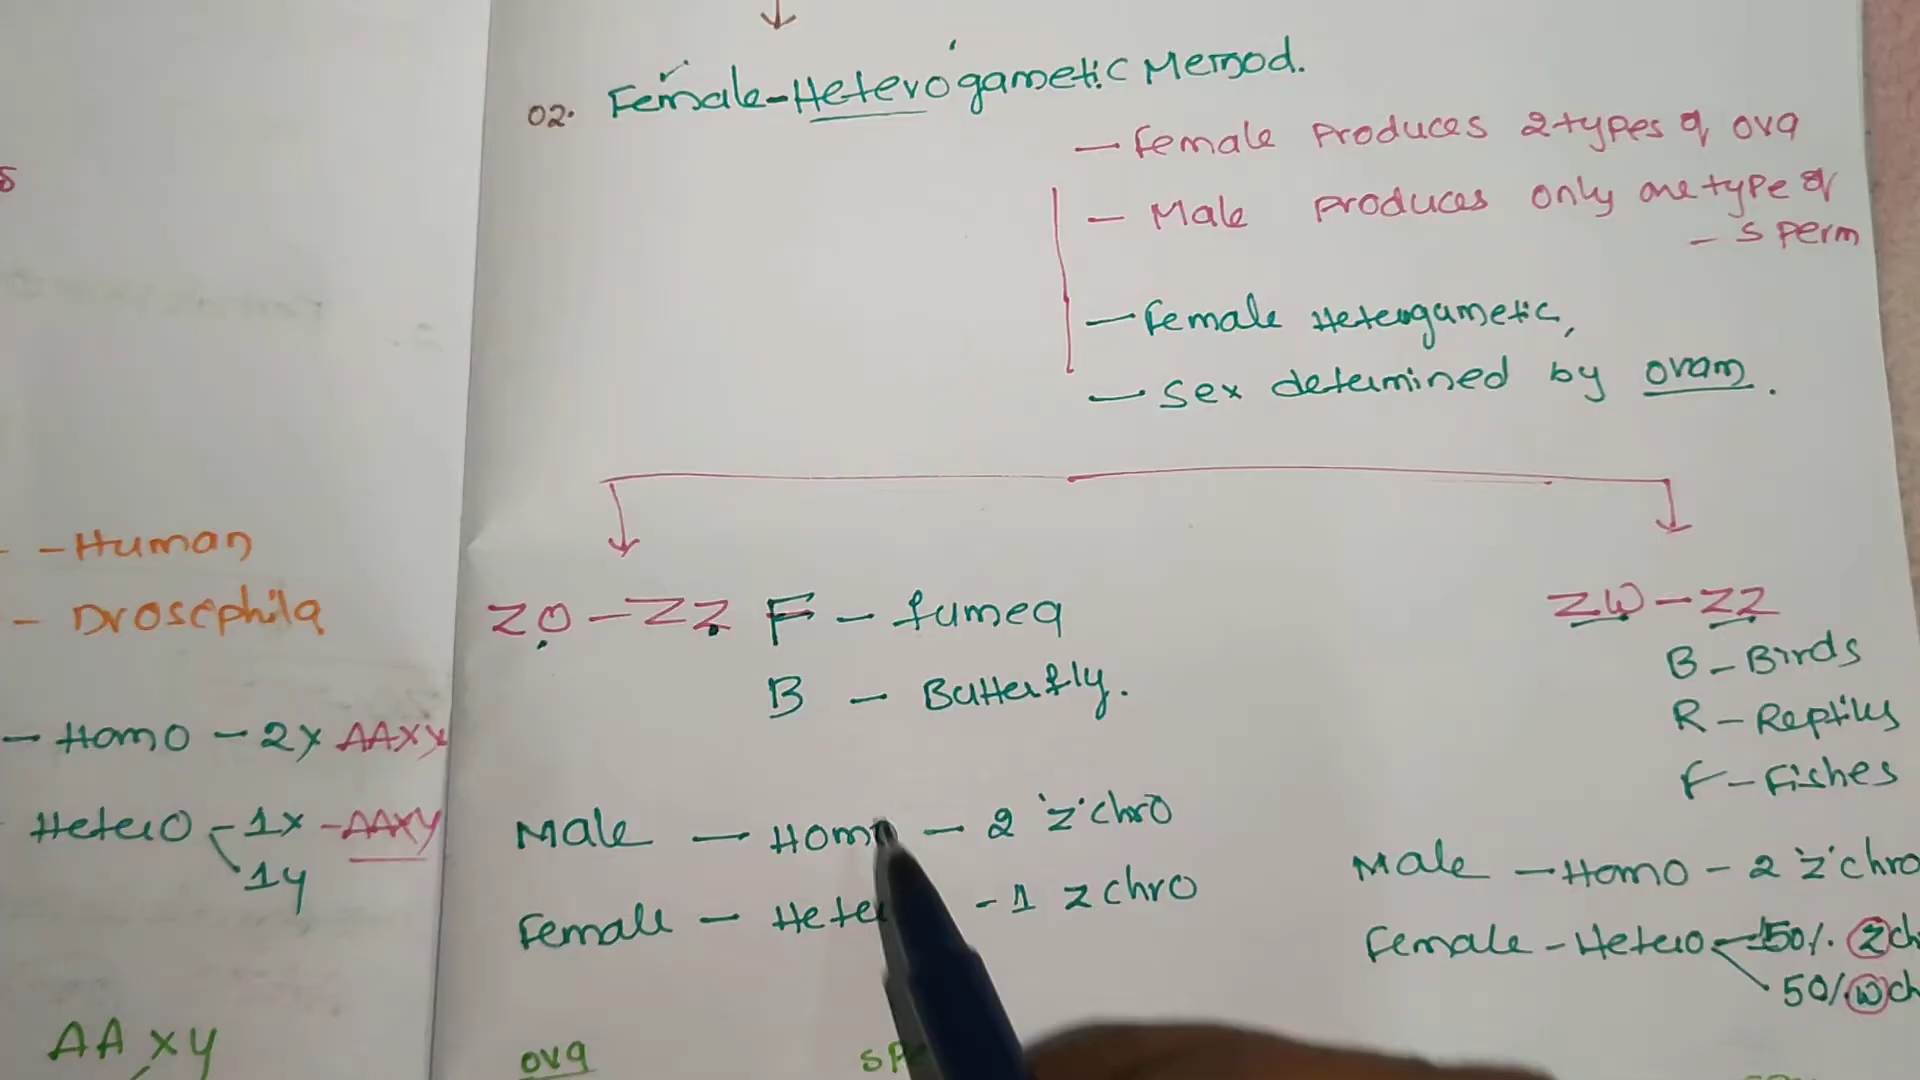 s
- Human
- Drosophila
- Homo - 2x AAXX
Hetero - 1x - AAXY
1y
AA XY
02. Female-Heterogametic Method.
- Female produces 2 types of ova
- Male produces only one type of
- sperm
- Female Heterogametic,
- Sex determined by ovam.
ZO - ZZ F - fumea
B - Butterfly.
Male - Homo - 2 'z' chro
Female - Hete - 1 z chro
ova
ZW - ZZ
B - Birds
R - Reptiles
F - Fishes
Male - Homo - 2 'z' chro
Female - Hetero - 50%. Z ch
50% W ch